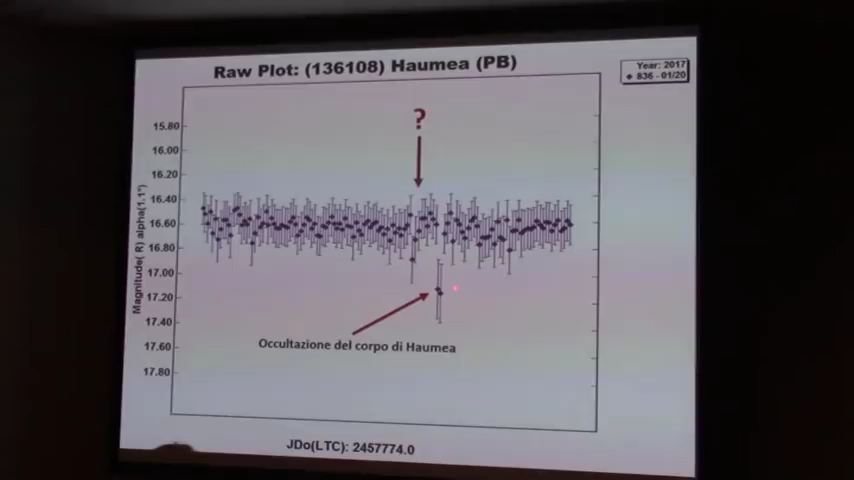 Raw Plot: (136108) Haumea (PB)
Year: 2017
836 - 01/20
?
15.80
16.00
16.20
16.40
16.60
16.80
17.00
17.20
17.40
17.60
17.80
Magnitude( R) alpha(1.1°)
Occultazione del corpo di Haumea
JDo(LTC): 2457774.0